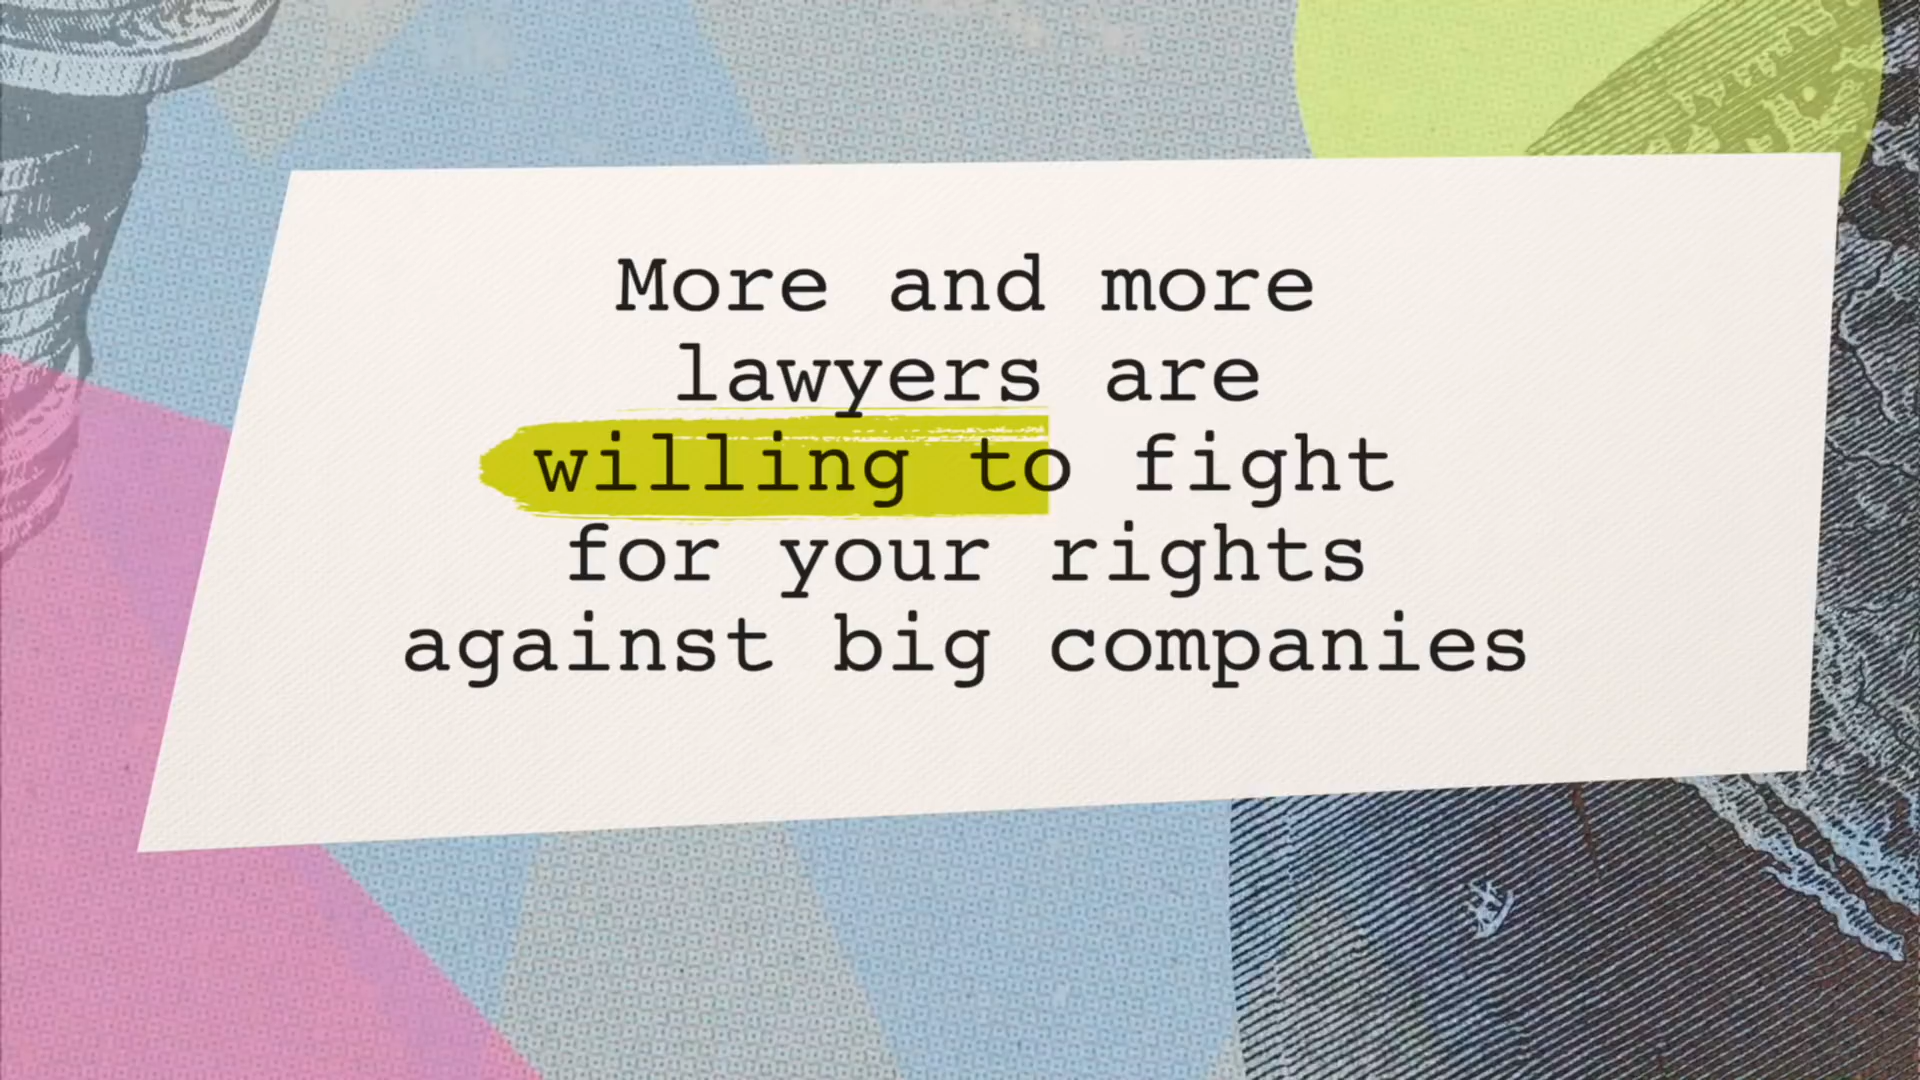 More and more
lawyers are
willing to fight
for your rights
against big companies